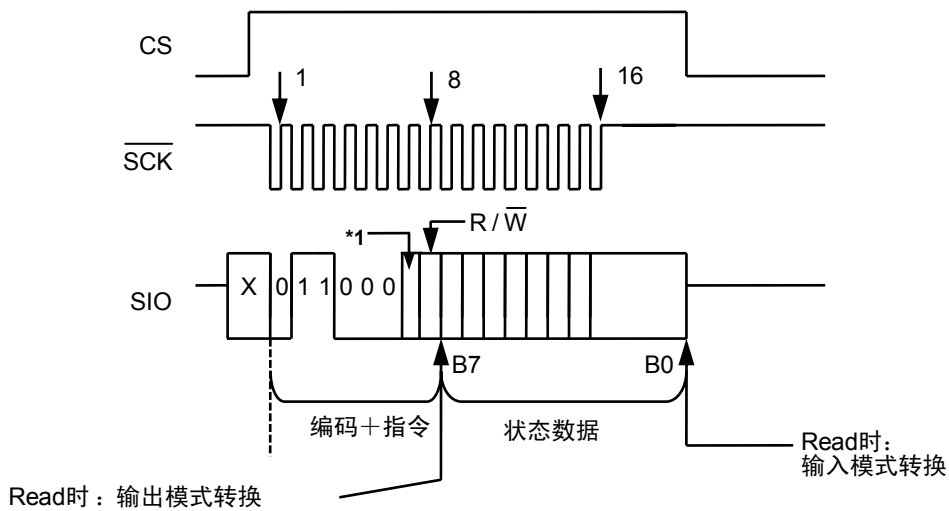 CS
1
8
16
SCK
R / W
*1
SIO
X 0 1 1 0 0 0
B7
B0
编码＋指令
状态数据
Read时：
输入模式转换
Read时：输出模式转换